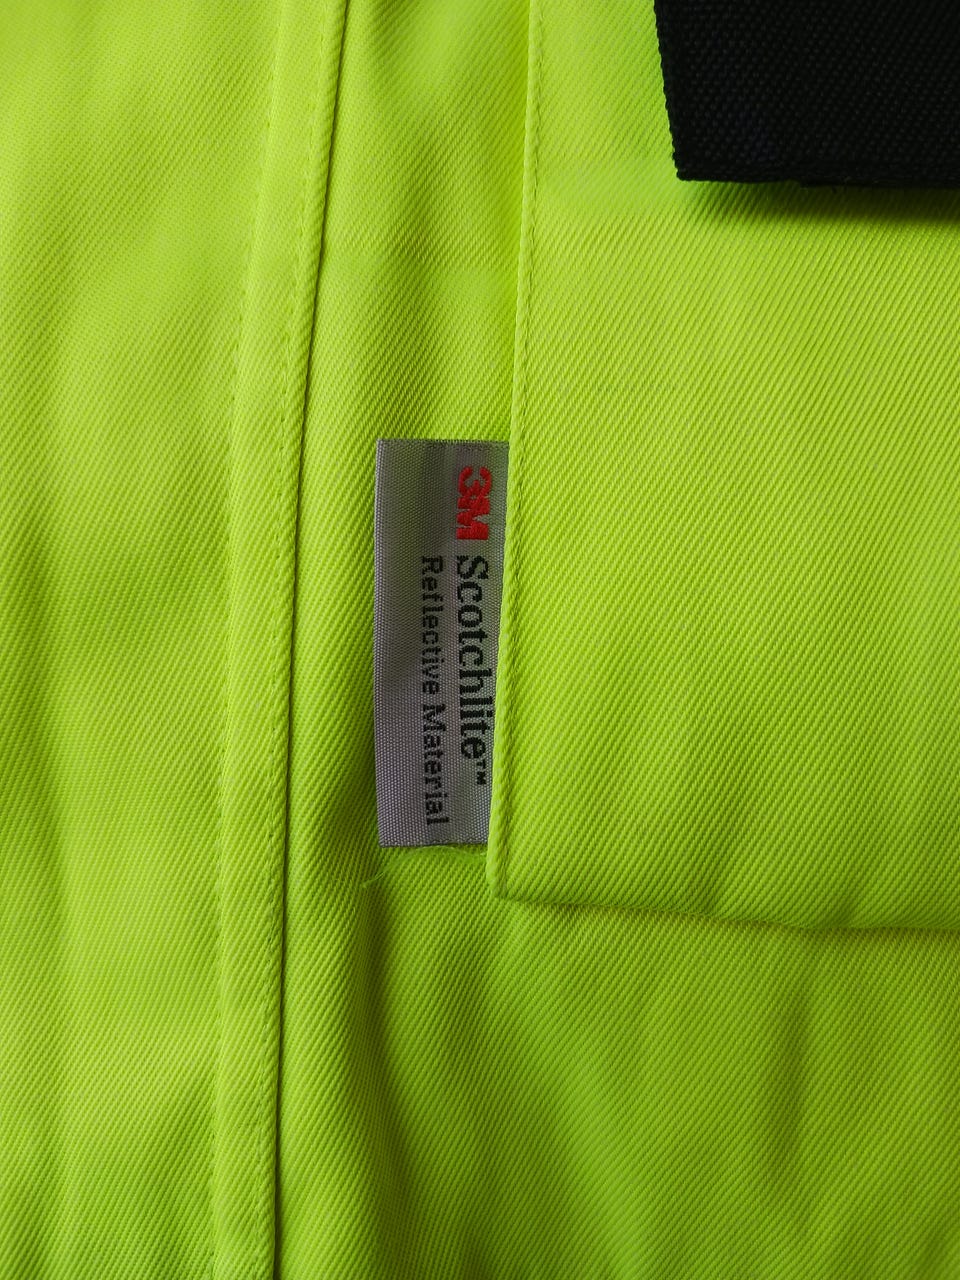 3M Scotchlite™
Reflective Material